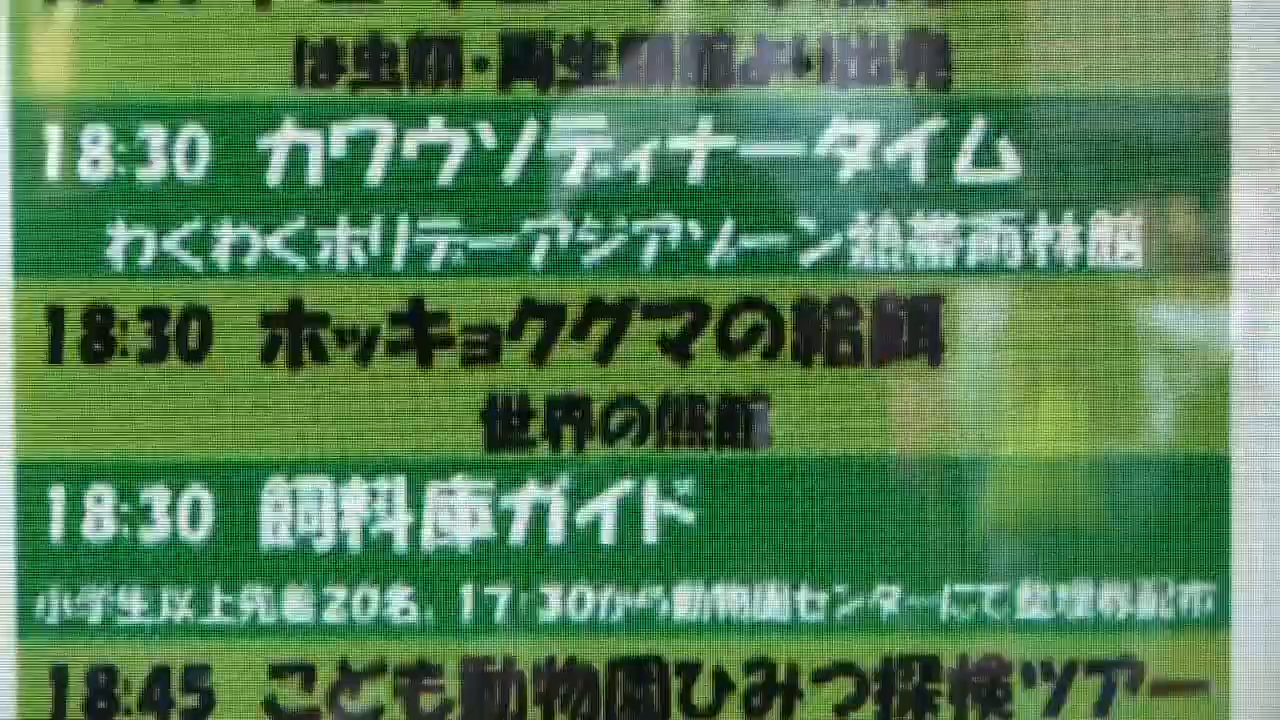 は虫類・両生類館より出発
18:30 カワウソディナータイム
わくわくボルネーアジアゾーン熱帯雨林館
18:30 ホッキョクグマの給餌
世界の熊館
18:30 飼料庫ガイド
小学生以上先着20名、17:30から動物園センターにて整理券配布
18:45 こども動物園ひみつ探検ツアー